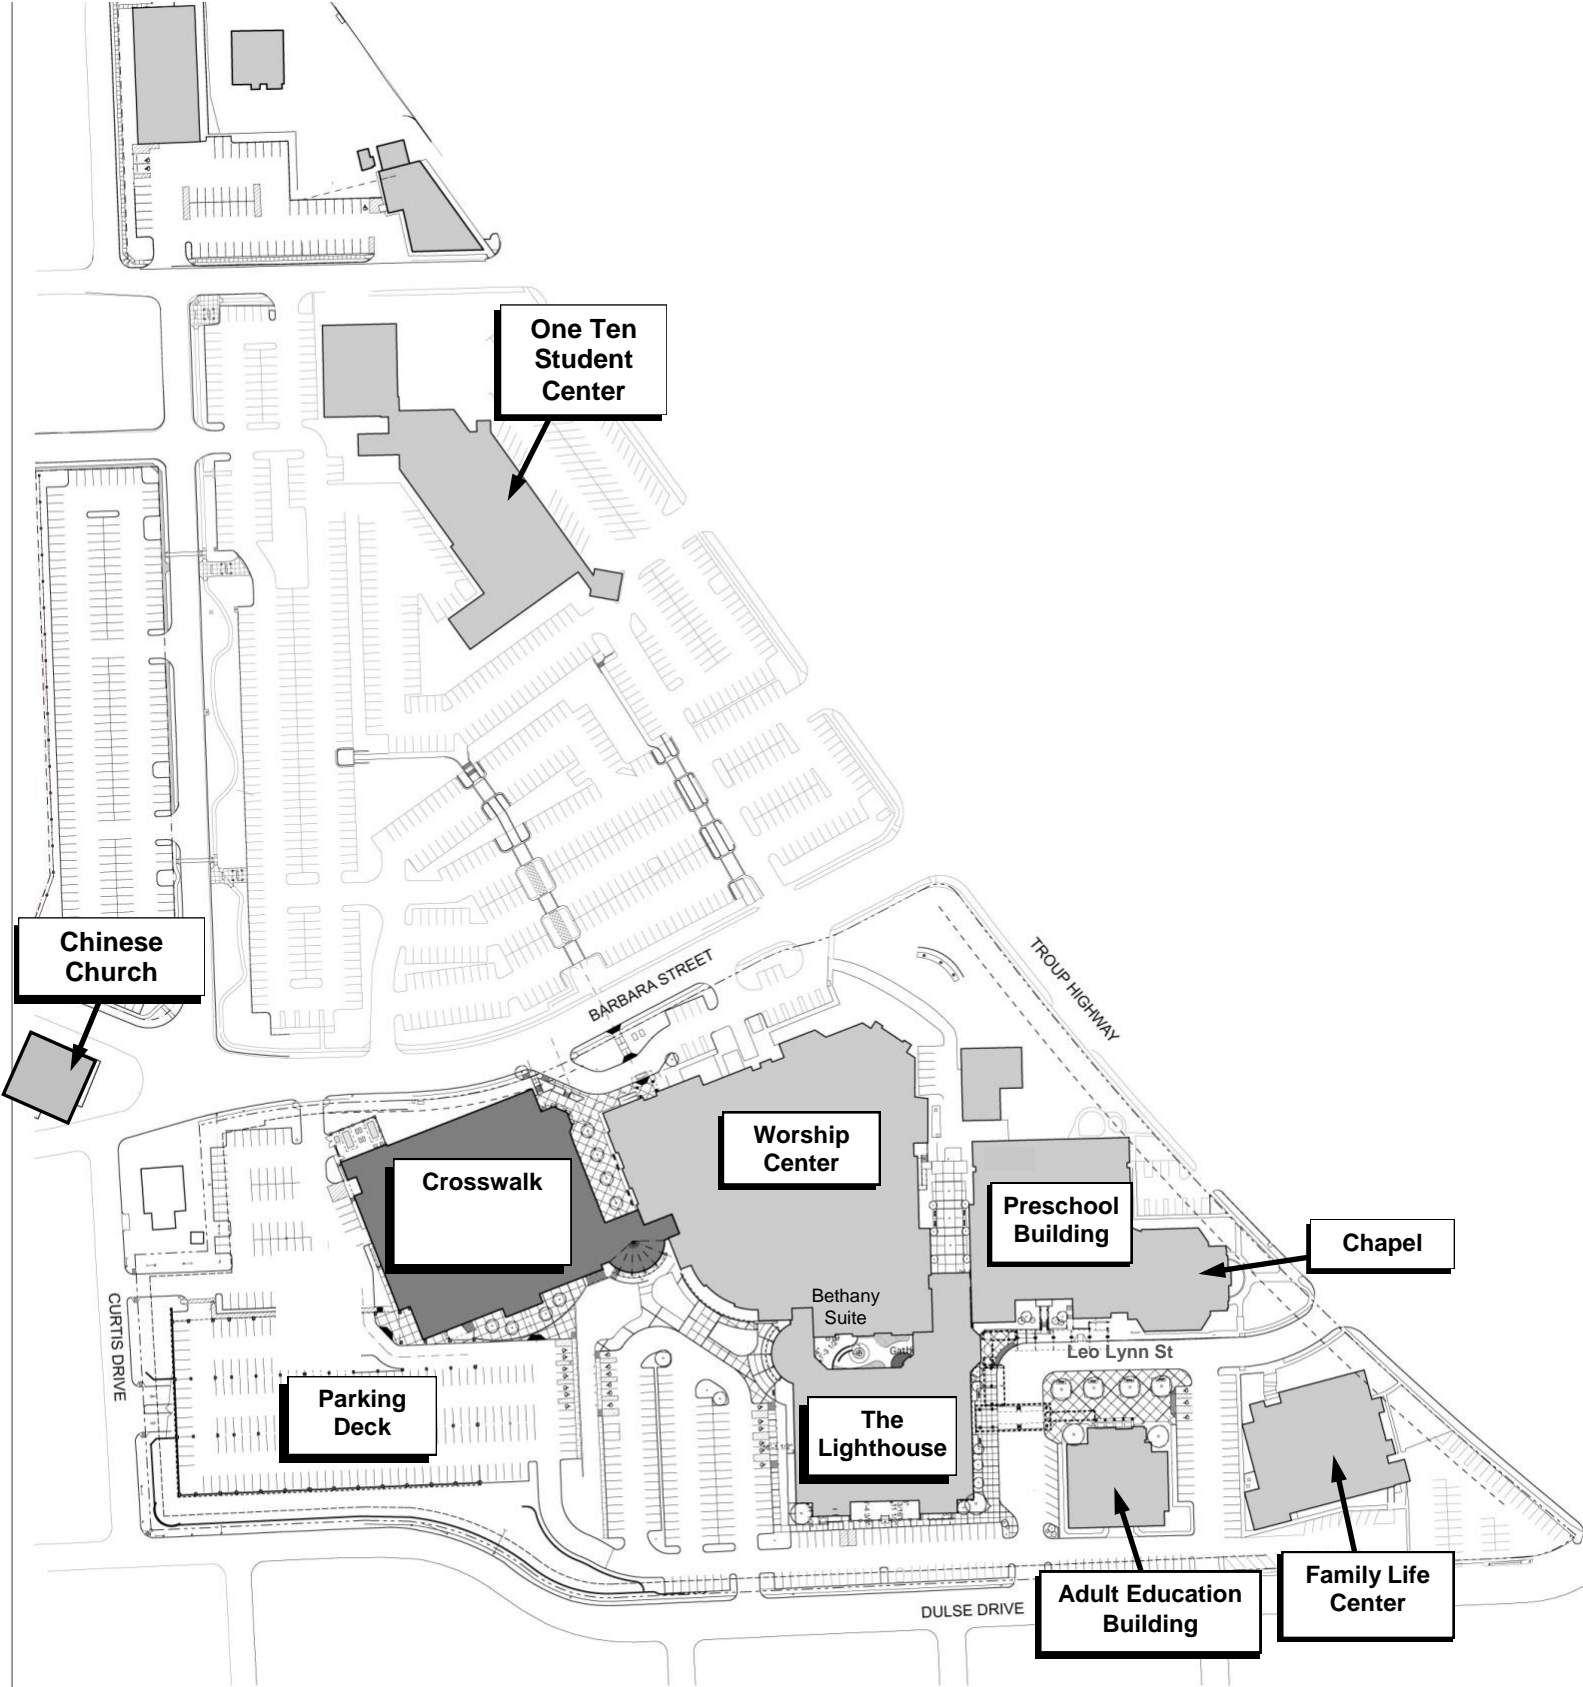 One Ten
Student
Center
Chinese
Church
BARBARA STREET
TROUP HIGHWAY
Worship
Center
Crosswalk
Preschool
Building
Chapel
Bethany
Suite
CURTIS DRIVE
Leo Lynn St
Parking
Deck
The
Lighthouse
Adult Education
Building
Family Life
Center
DULSE DRIVE